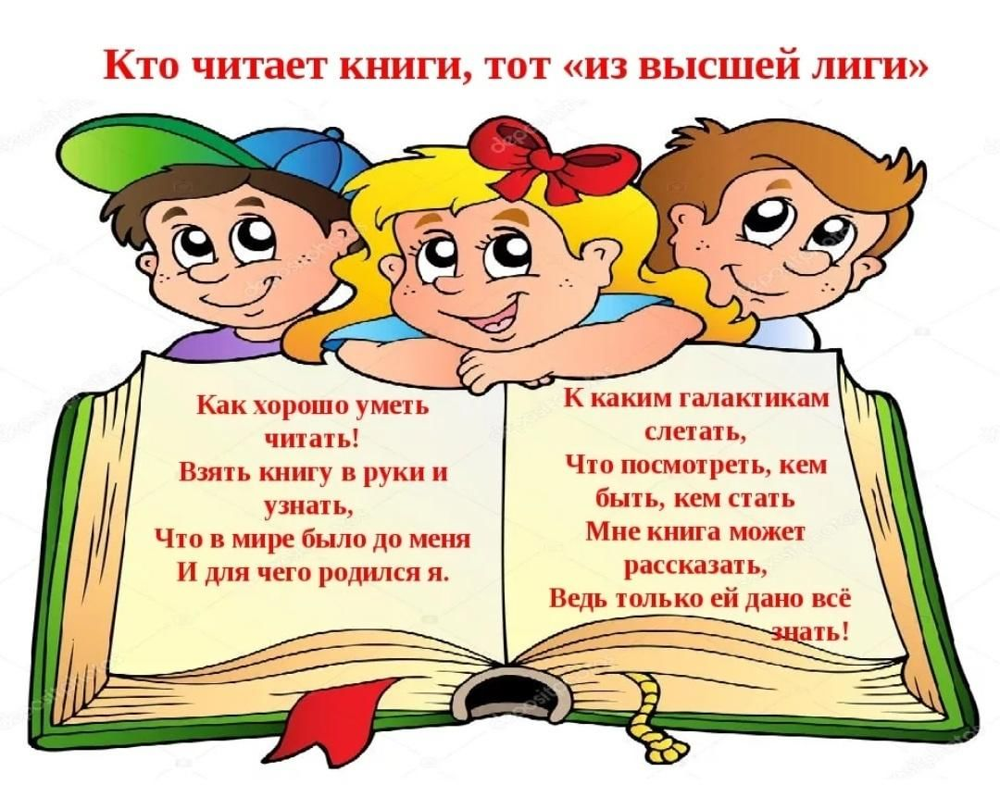 Кто читает книги, тот «из высшей лиги»
Как хорошо уметь
читать!
Взять книгу в руки и
узнать,
Что в мире было до меня
И для чего родился я.
К каким галактикам
слетать,
Что посмотреть, кем
быть, кем стать
Мне книга может
рассказать,
Ведь только ей дано всё
знать!